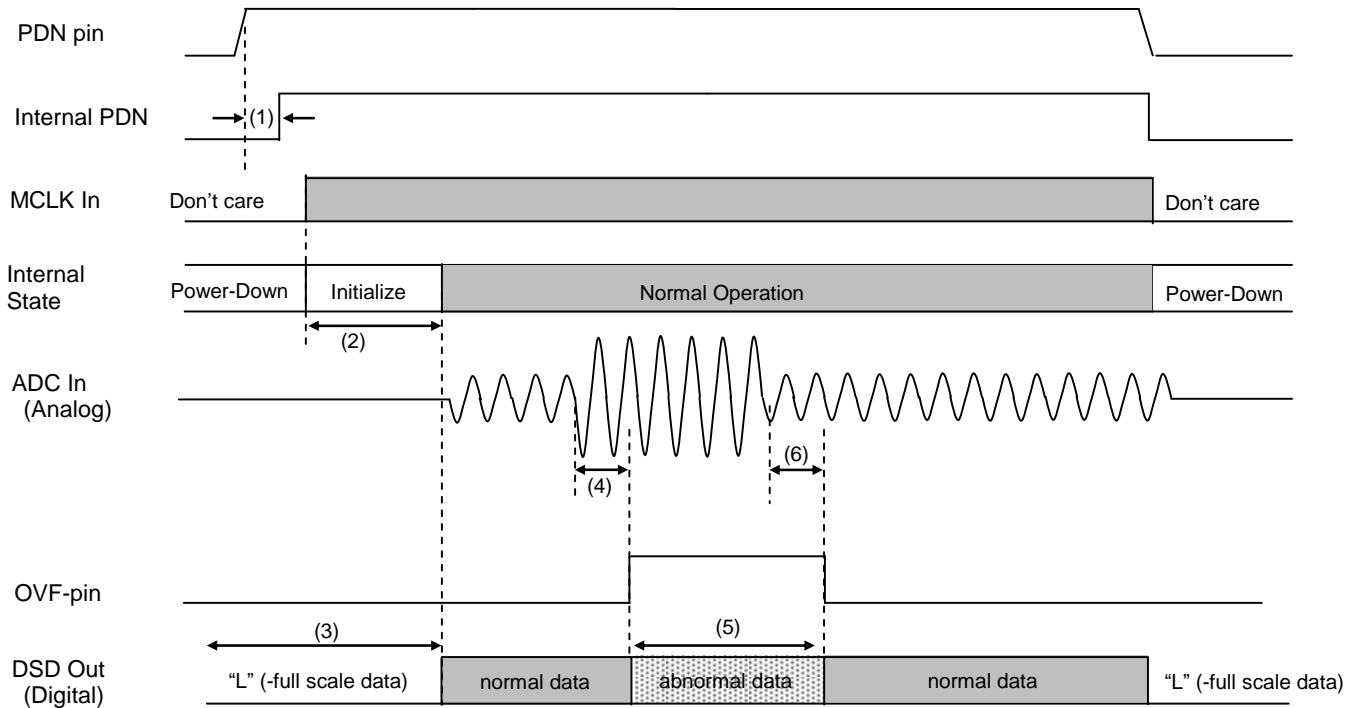 PDN pin
Internal PDN
(1)
MCLK In
Don't care
Don't care
Internal
State
Power-Down
Initialize
Normal Operation
Power-Down
(2)
ADC In
(Analog)
(4)
(6)
OVF-pin
(3)
(5)
DSD Out
(Digital)
“L” (-full scale data)
normal data
abnormal data
normal data
“L” (-full scale data)